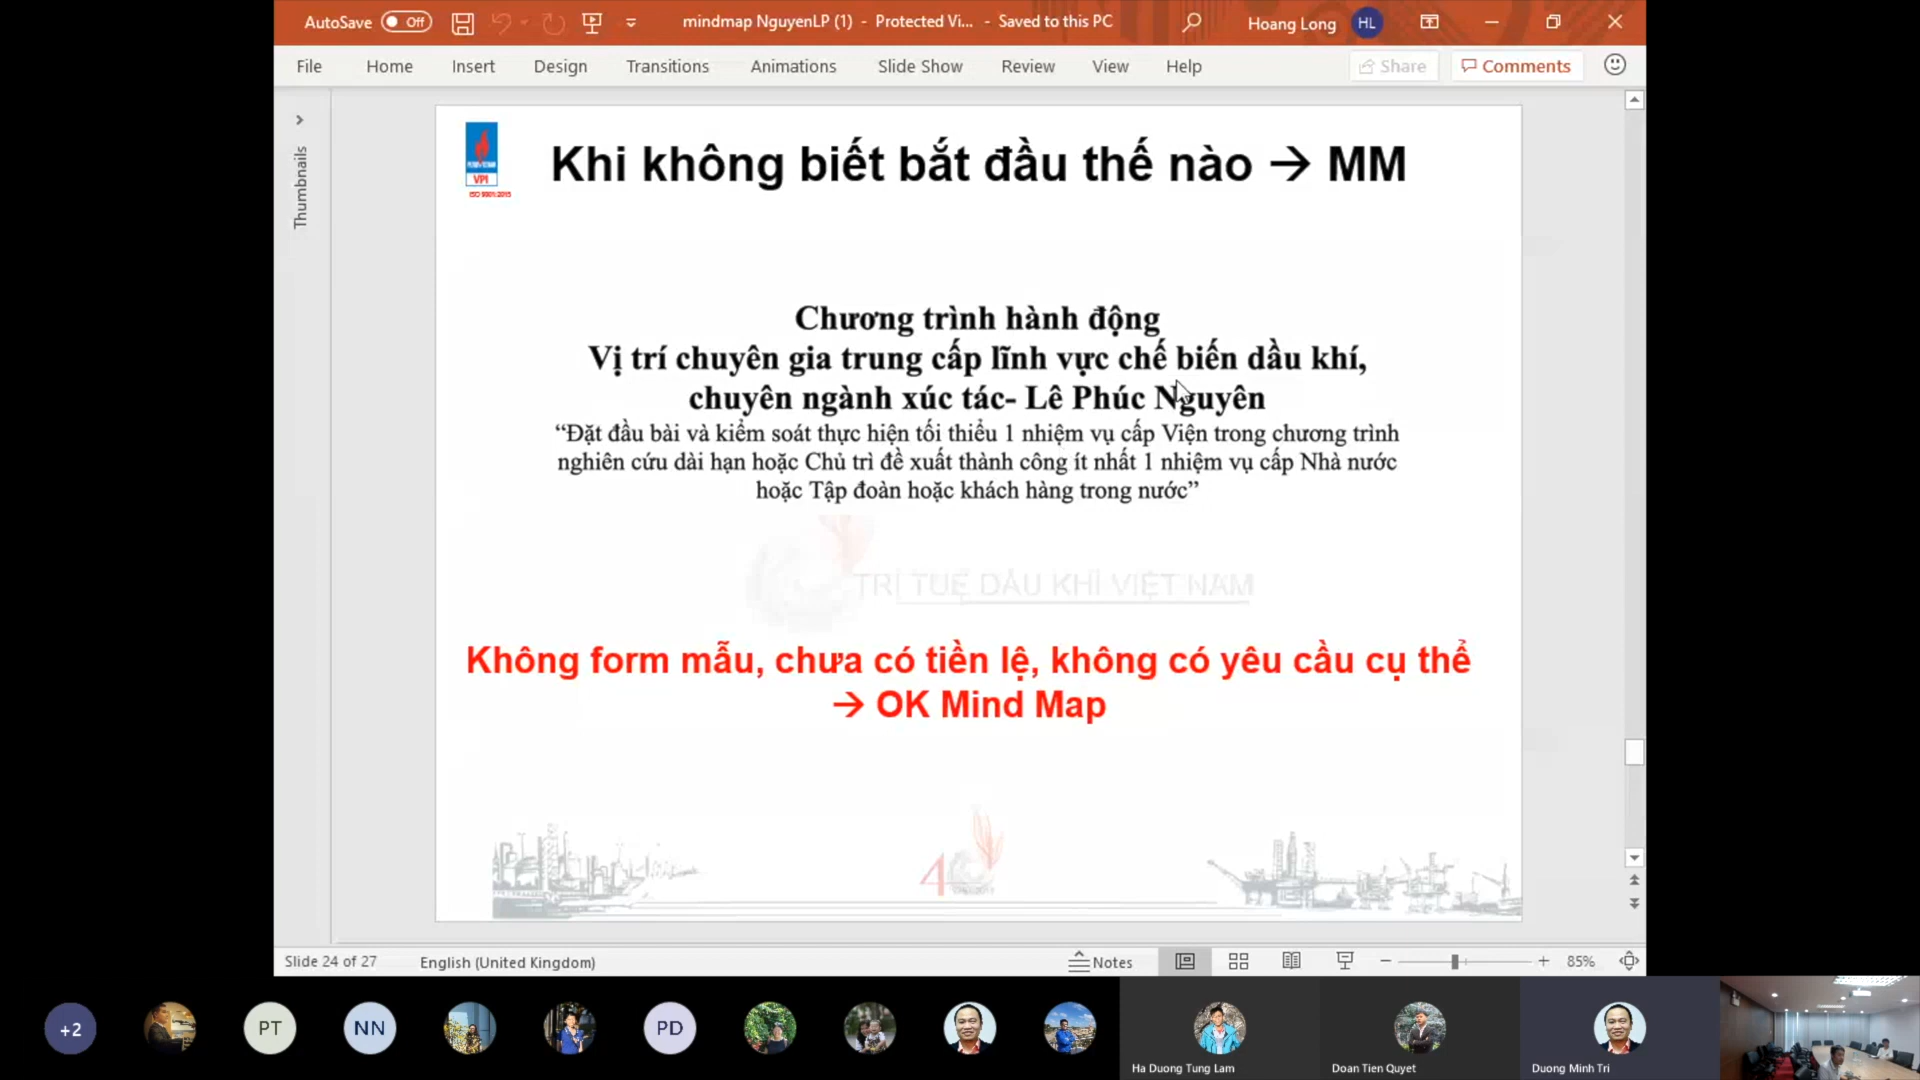 AutoSave Off mindmap NguyenLP (1) - Protected Vi... - Saved to this PC Hoang Long HL
File Home Insert Design Transitions Animations Slide Show Review View Help Share Comments
Thumbnails
VPI
ISO 9001:2015
Khi không biết bắt đầu thế nào → MM
Chương trình hành động
Vị trí chuyên gia trung cấp lĩnh vực chế biến dầu khí,
chuyên ngành xúc tác- Lê Phúc Nguyên
“Đặt đầu bài và kiểm soát thực hiện tối thiểu 1 nhiệm vụ cấp Viện trong chương trình
nghiên cứu dài hạn hoặc Chủ trì đề xuất thành công ít nhất 1 nhiệm vụ cấp Nhà nước
hoặc Tập đoàn hoặc khách hàng trong nước”
TRÍ TUỆ DẦU KHÍ VIỆT NAM
Không form mẫu, chưa có tiền lệ, không có yêu cầu cụ thể
→ OK Mind Map
Slide 24 of 27 English (United Kingdom) Notes 85%
+2 PT NN PD
Ha Duong Tung Lam Doan Tien Quyet Duong Minh Tri